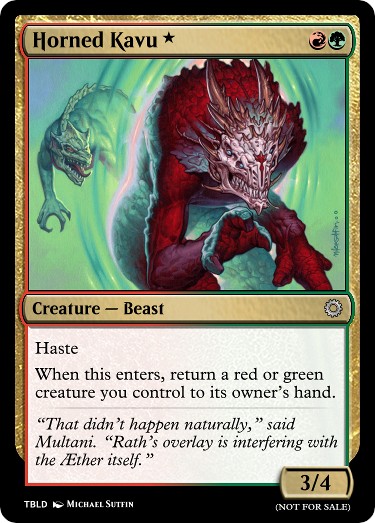 Horned Kavu ★
Creature — Beast
Haste
When this enters, return a red or green
creature you control to its owner's hand.
"That didn't happen naturally," said
Multani. "Rath's overlay is interfering with
the Æther itself."
3/4
TBLD Michael Sutfin
(NOT FOR SALE)